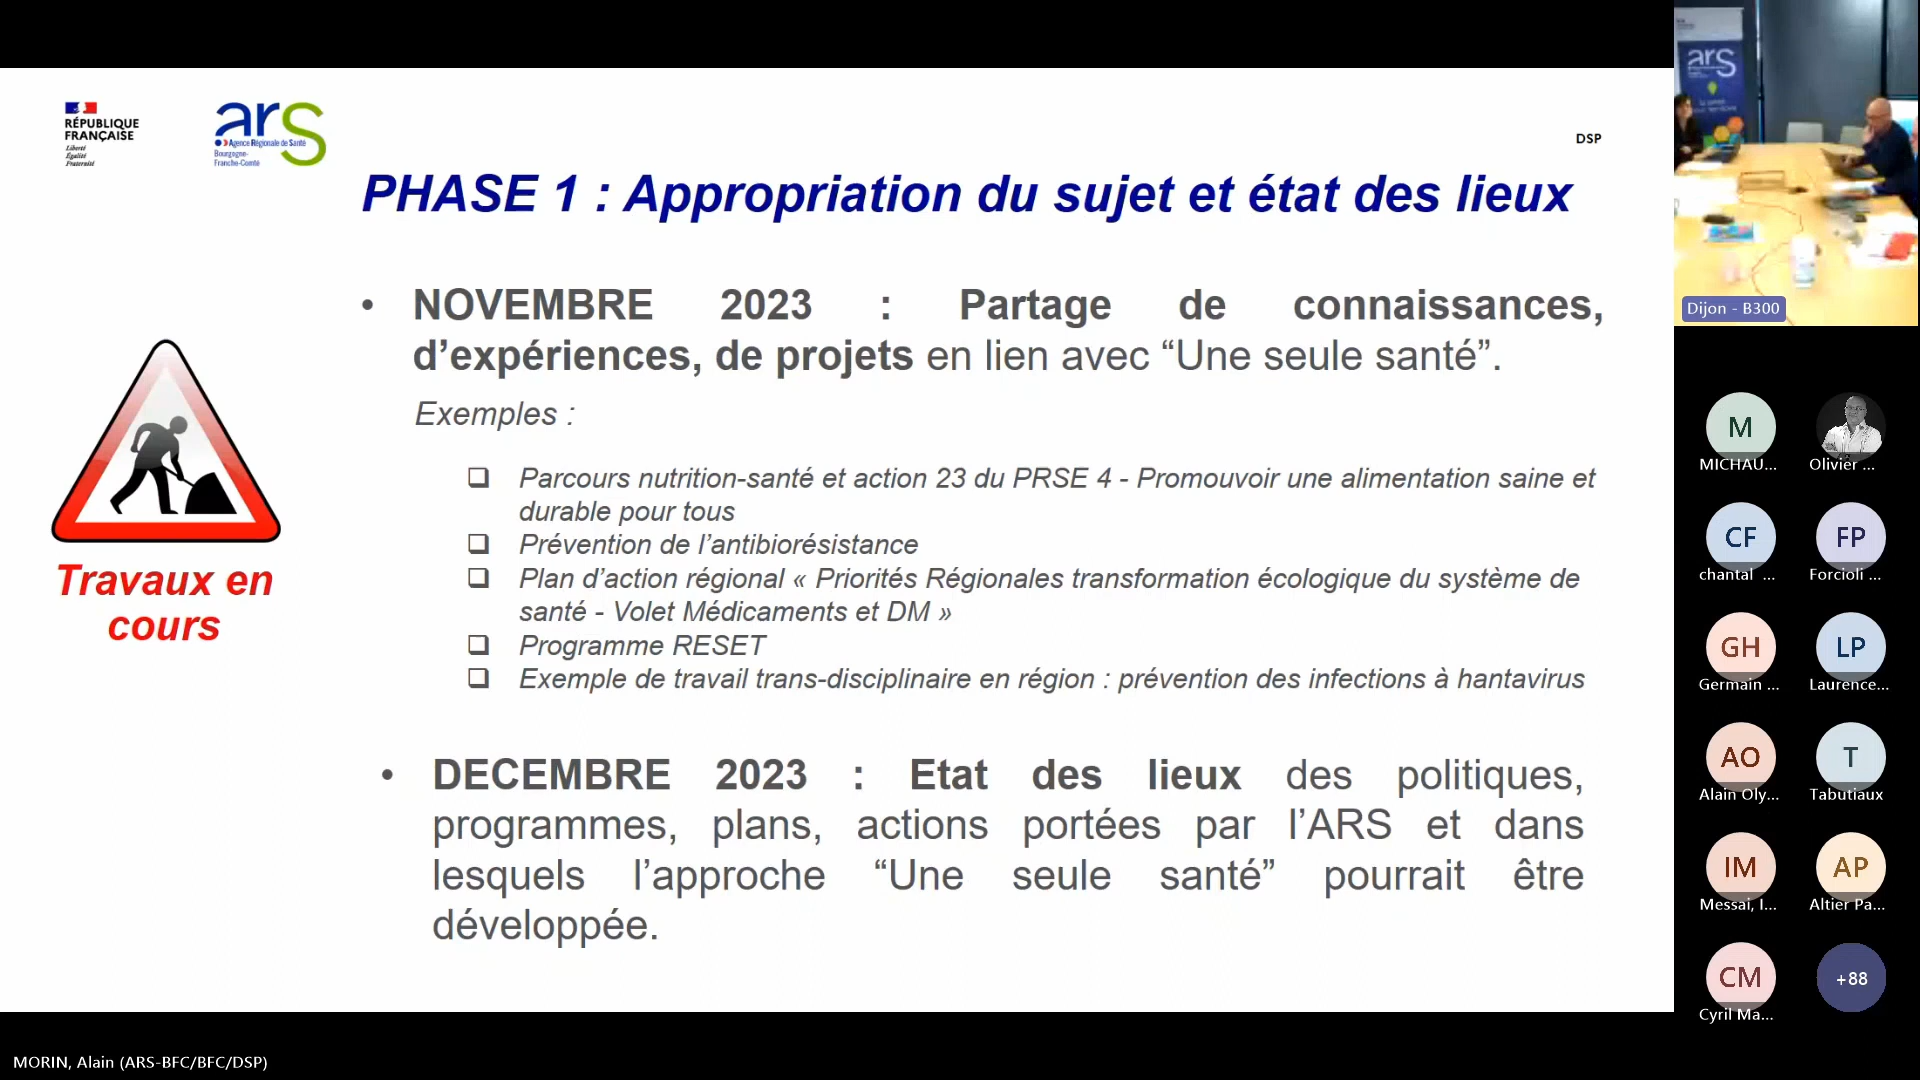 RÉPUBLIQUE
FRANÇAISE
Liberté
Égalité
Fraternité
ars
Agence Régionale de Santé
Bourgogne-
Franche-Comté
DSP
PHASE 1 : Appropriation du sujet et état des lieux
• NOVEMBRE 2023 : Partage de connaissances,
d’expériences, de projets en lien avec “Une seule santé”.
Exemples :
❑ Parcours nutrition-santé et action 23 du PRSE 4 - Promouvoir une alimentation saine et
durable pour tous
❑ Prévention de l’antibiorésistance
❑ Plan d’action régional « Priorités Régionales transformation écologique du système de
santé - Volet Médicaments et DM »
❑ Programme RESET
❑ Exemple de travail trans-disciplinaire en région : prévention des infections à hantavirus
Travaux en
cours
• DECEMBRE 2023 : Etat des lieux des politiques,
programmes, plans, actions portées par l’ARS et dans
lesquels l’approche “Une seule santé” pourrait être
développée.
ars
Dijon - B300
M
MICHAU...
Olivier ...
CF
chantal ...
FP
Forcioli ...
GH
Germain ...
LP
Laurence...
AO
Alain Oly...
T
Tabutiaux
IM
Messai, I...
AP
Altier Pa...
CM
Cyril Ma...
+88
MORIN, Alain (ARS-BFC/BFC/DSP)